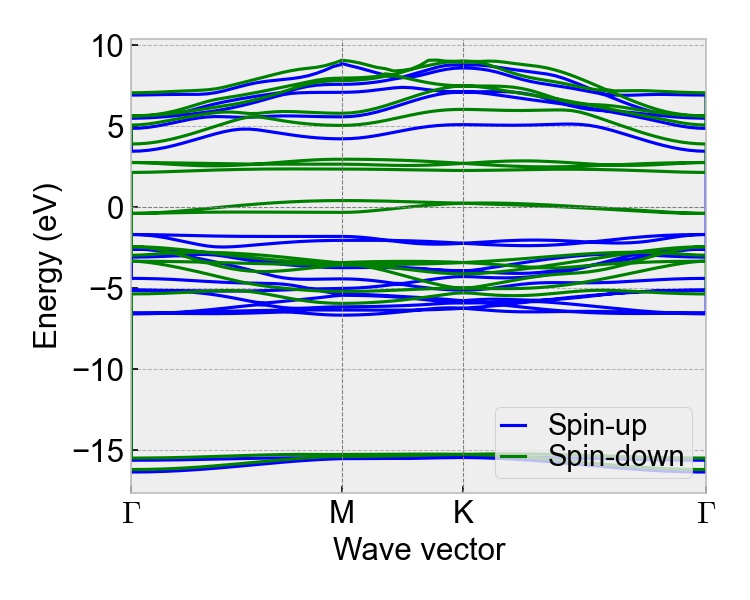 10
5
0
−5
−10
−15
Energy (eV)
Spin-up
Spin-down
Γ M K Γ
Wave vector